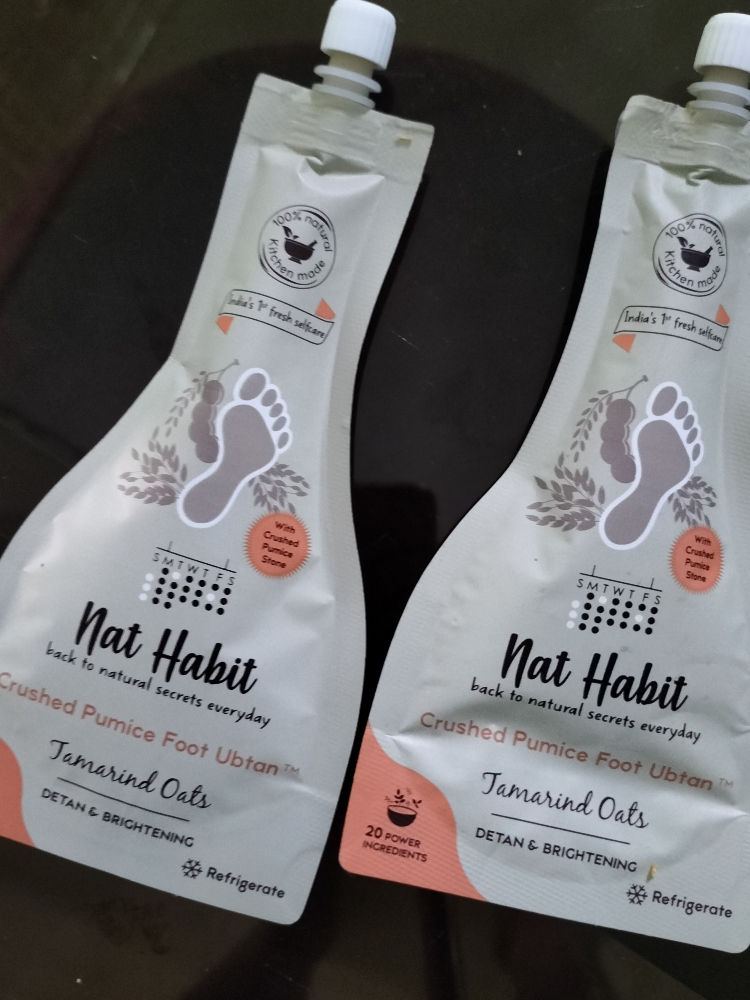 100% natural
Kitchen made
India's 1st fresh selfcare
With
Crushed
Pumice
Stone
S M T W T F S
Nat Habit
back to natural secrets everyday
Crushed Pumice Foot Ubtan™
Tamarind Oats
DETAN & BRIGHTENING
Refrigerate
100% natural
Kitchen made
India's 1st fresh selfcare
With
Crushed
Pumice
Stone
S M T W T F S
Nat Habit
back to natural secrets everyday
Crushed Pumice Foot Ubtan™
Tamarind Oats
DETAN & BRIGHTENING
20 POWER
INGREDIENTS
Refrigerate